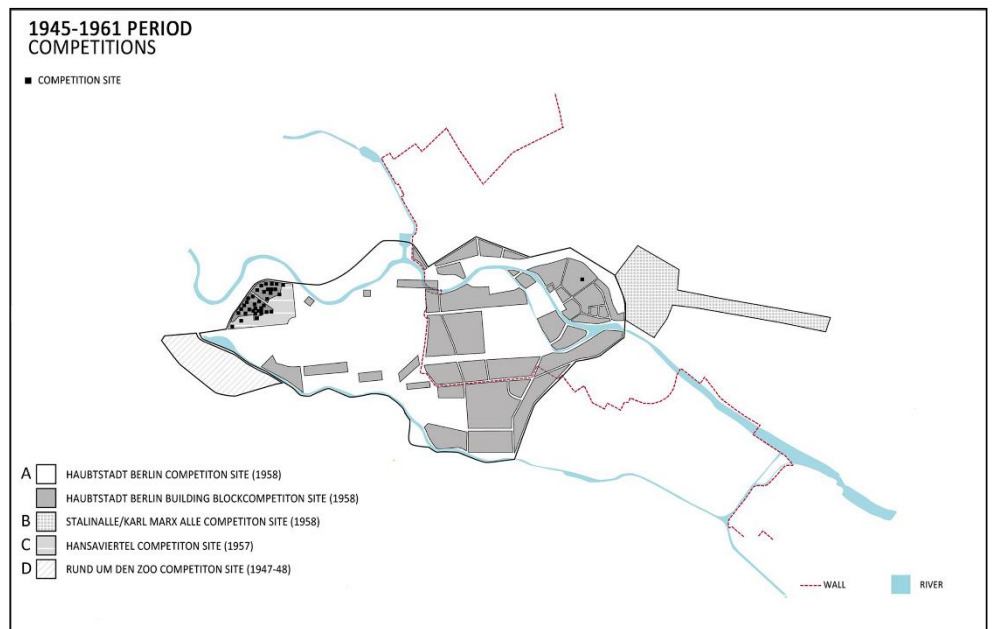 1945-1961 PERIOD
COMPETITIONS
COMPETITION SITE
A HAUBTSTADT BERLIN COMPETITON SITE (1958)
HAUBTSTADT BERLIN BUILDING BLOCKCOMPETITON SITE (1958)
B STALINALLE/KARL MARX ALLE COMPETITON SITE (1958)
C HANSAVIERTEL COMPETITON SITE (1957)
D RUND UM DEN ZOO COMPETITON SITE (1947-48)
WALL RIVER